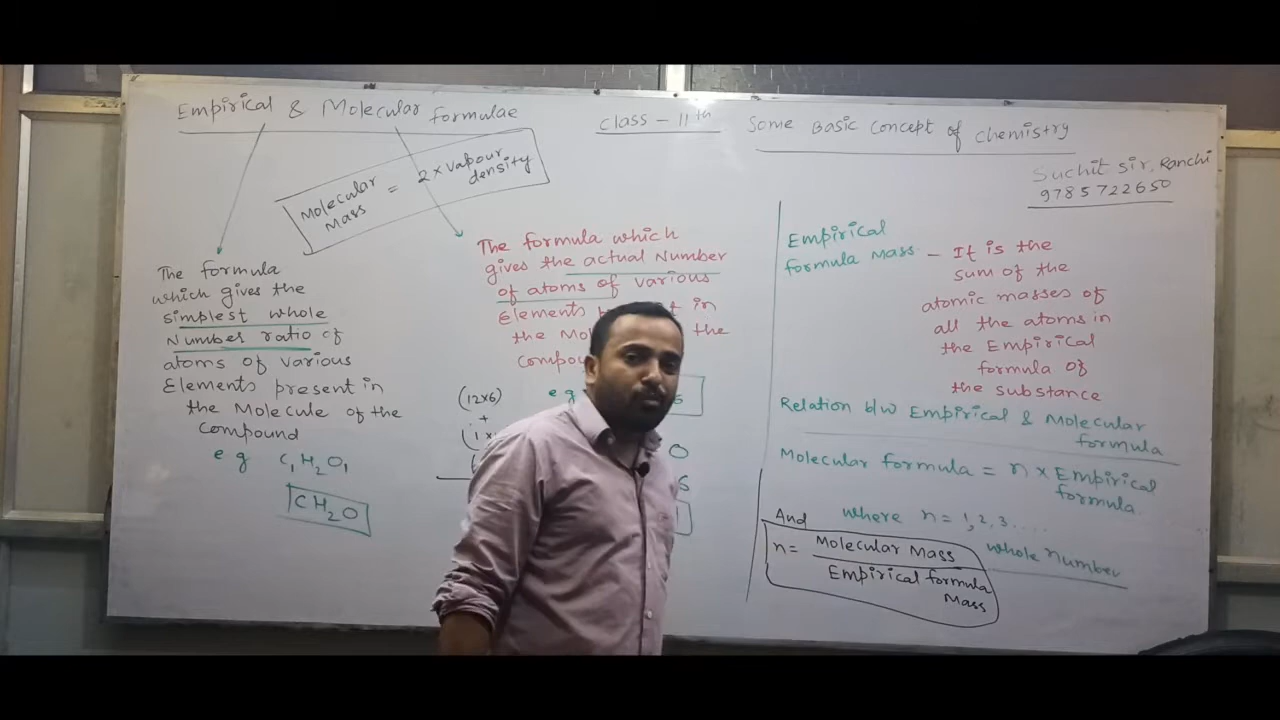 Empirical & Molecular Formulae
Class - 11th
Some Basic Concept of Chemistry
Suchit Sir, Ranchi
9785722650
Molecular Mass = 2 × Vapour density
The formula
which gives the
simplest whole
Number ratio of
atoms of various
Elements present in
the Molecule of the
Compound
e g C₁H₂O₁
CH₂O
The formula which
gives the actual Number
of atoms of various
Elements in
the the
e g
(12×6)
+
(1 ×
O
Empirical
formula Mass - It is the
sum of the
atomic masses of
all the atoms in
the Empirical
formula of
the substance
Relation b/w Empirical & Molecular
formula
Molecular formula = n × Empirical
formula
where n = 1, 2, 3....
whole number
And
n = Molecular Mass
Empirical formula
Mass